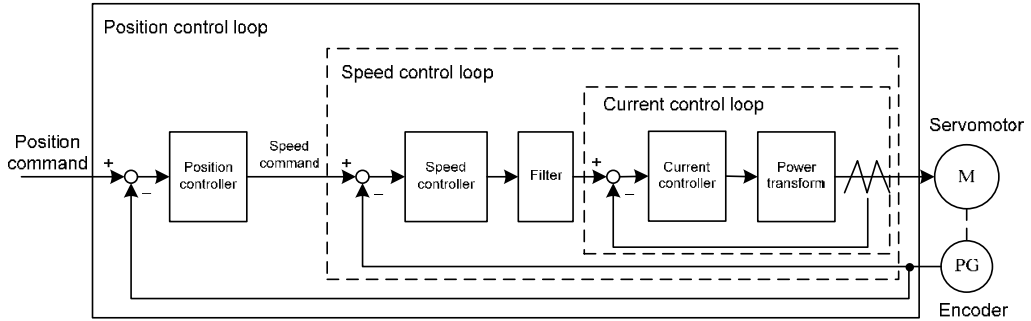 Position control loop
Speed control loop
Current control loop
Servomotor
Position
command
+
−
Position
controller
Speed
command
+
−
Speed
controller
Filter
+
−
Current
controller
Power
transform
M
PG
Encoder